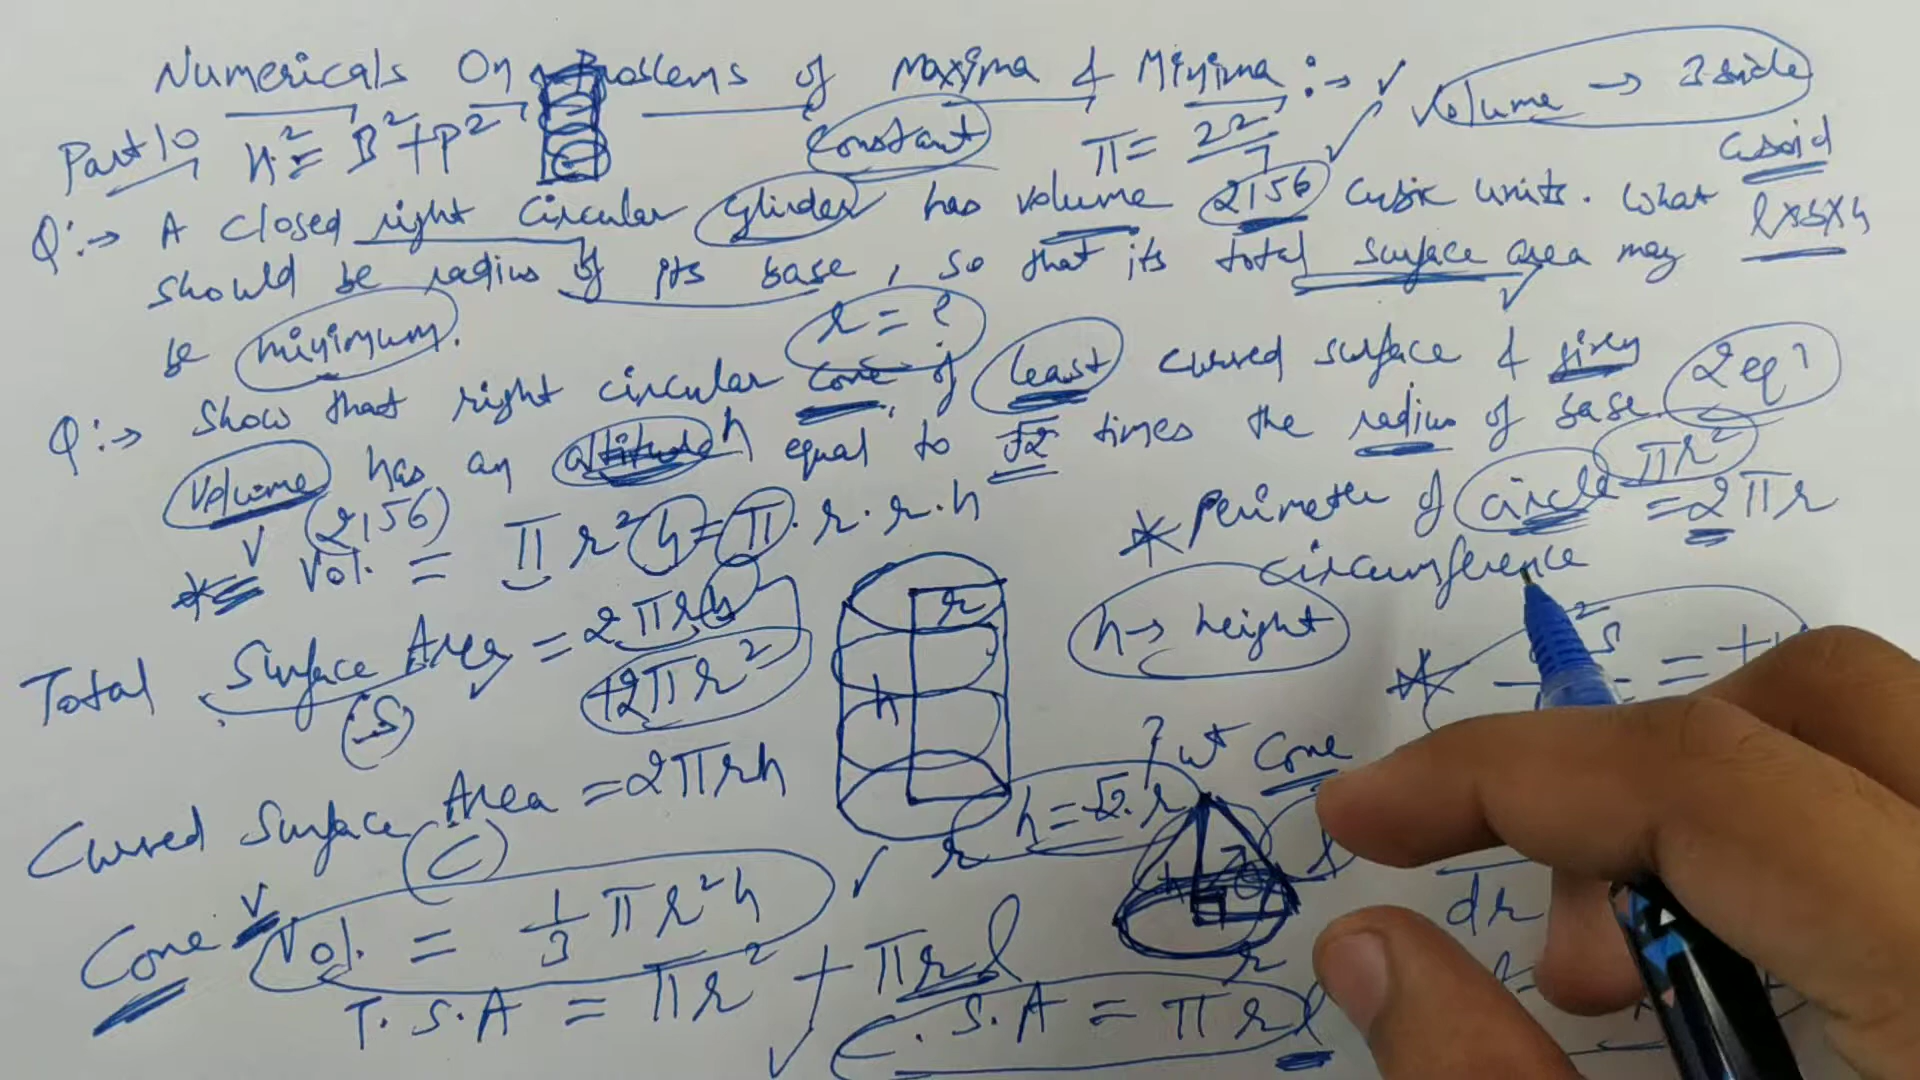 Numericals On Problems of Maxima & Minima :→ ✓
Volume → 3 side
Part 10
h² = B² + P²
Constant
π = 22/7
Cuboid
l×b×h
Q:→ A closed right circular cylinder has volume 2156 cubic units. What
should be radius of its base, so that its total surface area may
be minimum.
r = ?
Q:→ Show that right circular cone of least curved surface & given
volume has an altitude h equal to √2 times the radius of base.
2 eqⁿ
πr²
(2156)
* Vol. = πr²h = π·r·r·h
* Perimeter of circle = 2πr
circumference
Total Surface Area = 2πrh
+2πr²
(S)
r
h
h → height
Curved Surface Area = 2πrh
(C)
r
Cone
h = √2·r
r
l
dr
Cone Vol. = 1/3 πr²h
T.S.A = πr² + πrl
C.S.A = πrl